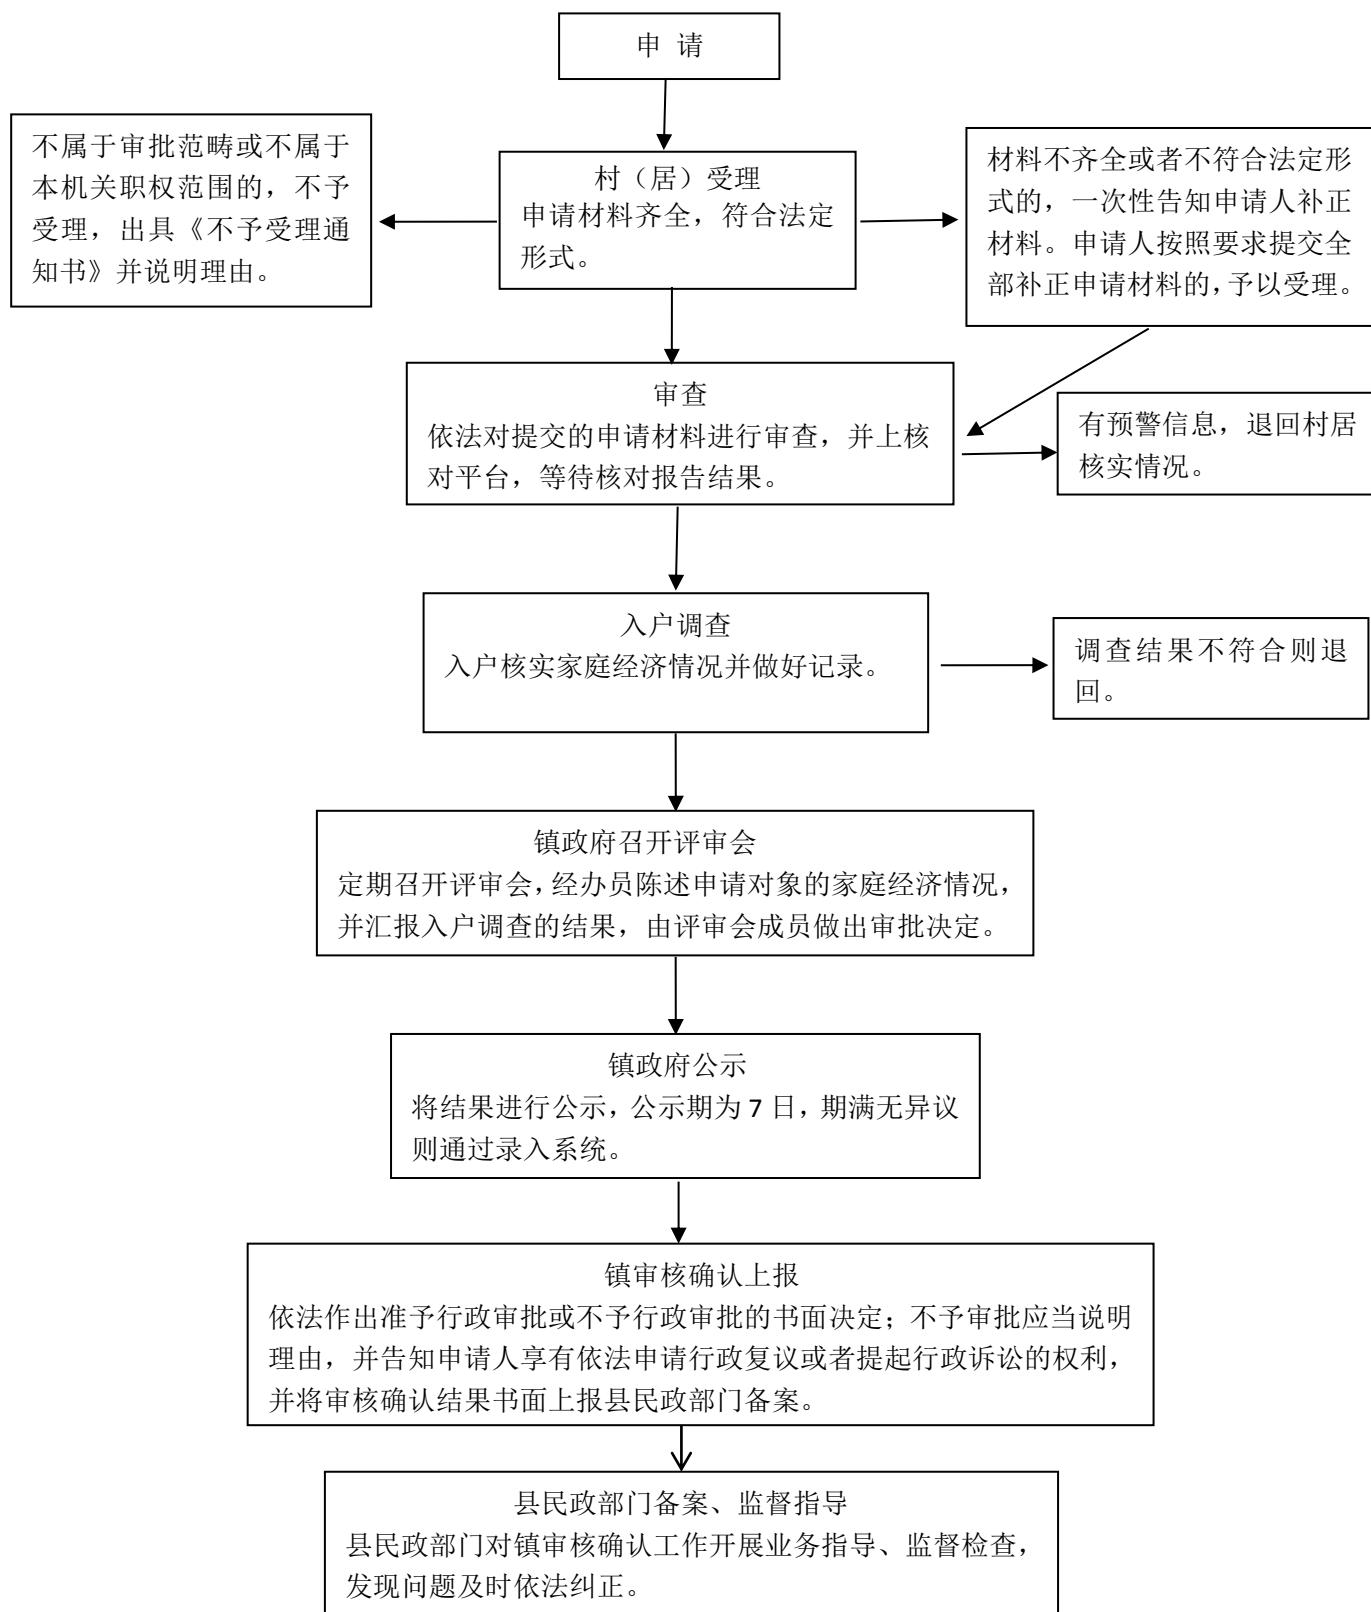 申 请
不属于审批范畴或不属于
本机关职权范围的，不予
受理，出具《不予受理通
知书》并说明理由。
村（居）受理
申请材料齐全，符合法定
形式。
材料不齐全或者不符合法定形
式的，一次性告知申请人补正
材料。申请人按照要求提交全
部补正申请材料的，予以受理。
审查
依法对提交的申请材料进行审查，并上核
对平台，等待核对报告结果。
有预警信息，退回村居
核实情况。
入户调查
入户核实家庭经济情况并做好记录。
调查结果不符合则退
回。
镇政府召开评审会
定期召开评审会，经办员陈述申请对象的家庭经济情况，
并汇报入户调查的结果，由评审会成员做出审批决定。
镇政府公示
将结果进行公示，公示期为 7 日，期满无异议
则通过录入系统。
镇审核确认上报
依法作出准予行政审批或不予行政审批的书面决定；不予审批应当说明
理由，并告知申请人享有依法申请行政复议或者提起行政诉讼的权利，
并将审核确认结果书面上报县民政部门备案。
县民政部门备案、监督指导
县民政部门对镇审核确认工作开展业务指导、监督检查，
发现问题及时依法纠正。